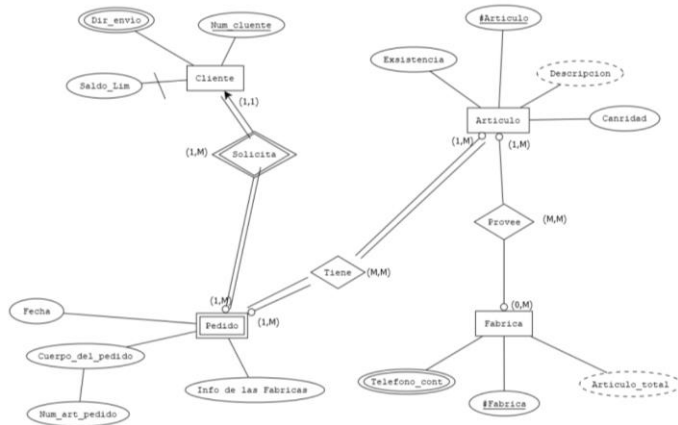 Dir_envio
Num_cluente
#Articulo
Cliente
Saldo_Lim
Exsistencia
Descripcion
(1,1)
Articulo
Canridad
(1,M)
Solicita
(1,M)
(1,M)
Provee
(M,M)
Tiene
(M,M)
(1,M)
(0,M)
Fecha
Pedido
(1,M)
Fabrica
Cuerpo_del_pedido
Info de las Fabricas
Telefono_cont
Articulo_total
#Fabrica
Num_art_pedido